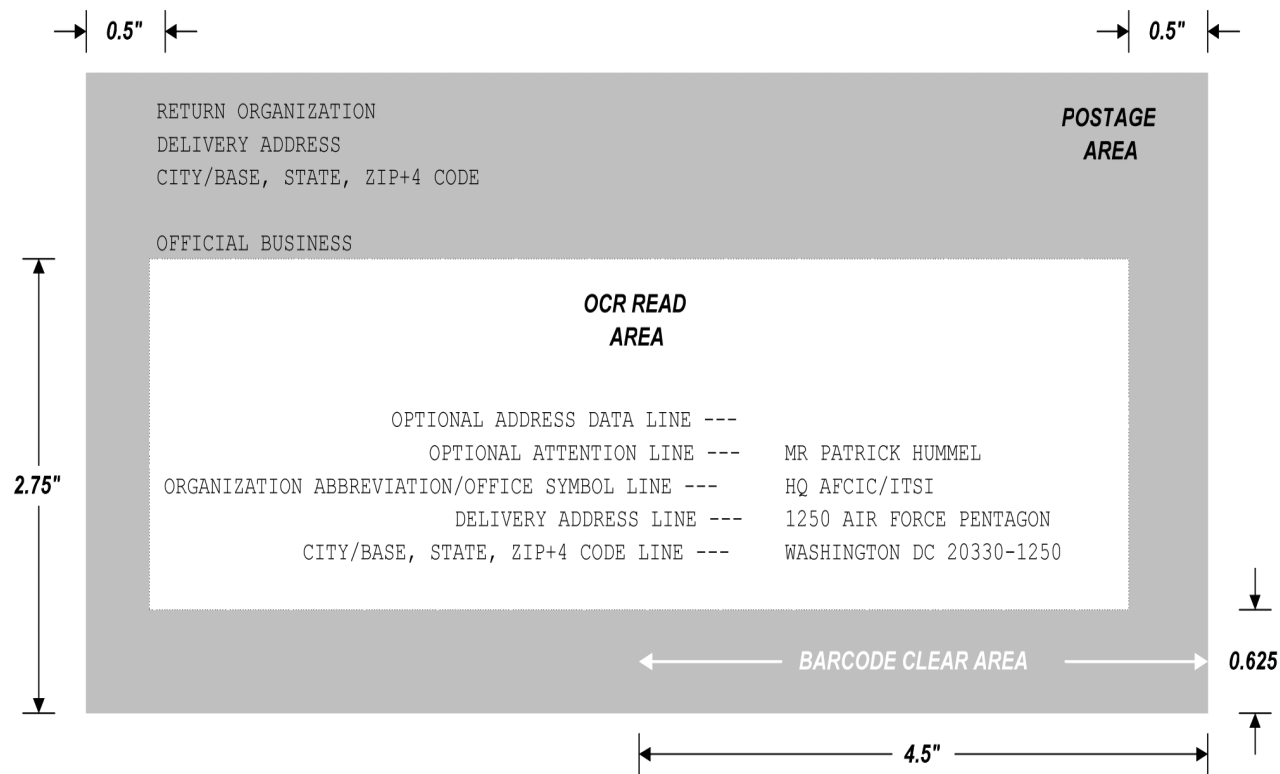 0.5"
0.5"
RETURN ORGANIZATION
DELIVERY ADDRESS
CITY/BASE, STATE, ZIP+4 CODE
POSTAGE
AREA
OFFICIAL BUSINESS
OCR READ
AREA
OPTIONAL ADDRESS DATA LINE ---
OPTIONAL ATTENTION LINE --- MR PATRICK HUMMEL
2.75"
ORGANIZATION ABBREVIATION/OFFICE SYMBOL LINE --- HQ AFCIC/ITSI
DELIVERY ADDRESS LINE --- 1250 AIR FORCE PENTAGON
CITY/BASE, STATE, ZIP+4 CODE LINE --- WASHINGTON DC 20330-1250
BARCODE CLEAR AREA
0.625
4.5"